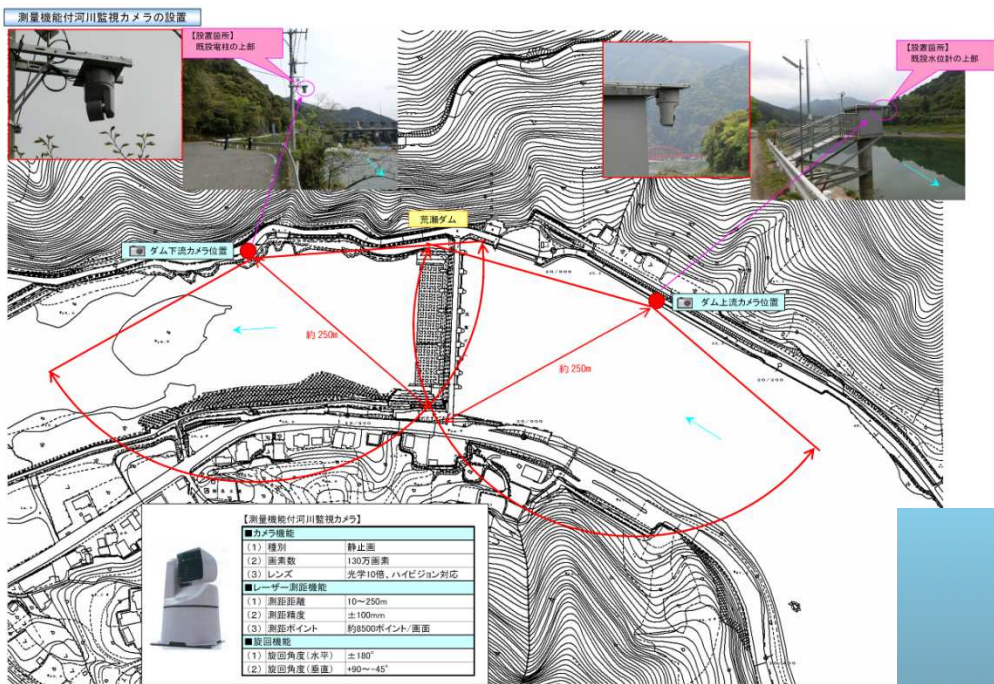 測量機能付河川監視カメラの設置
【設置箇所】
既設電柱の上部
【設置箇所】
既設水位計の上部
荒瀬ダム
ダム下流カメラ位置
ダム上流カメラ位置
約250m
約250m
【測量機能付河川監視カメラ】
■カメラ機能
(1) 種別 静止画
(2) 画素数 130万画素
(3) レンズ 光学10倍、ハイビジョン対応
■レーザー測距機能
(1) 測距距離 10~250m
(2) 測距精度 ±100mm
(3) 測距ポイント 約8500ポイント/画面
■旋回機能
(1) 旋回角度(水平) ±180°
(2) 旋回角度(垂直) +90~-45°